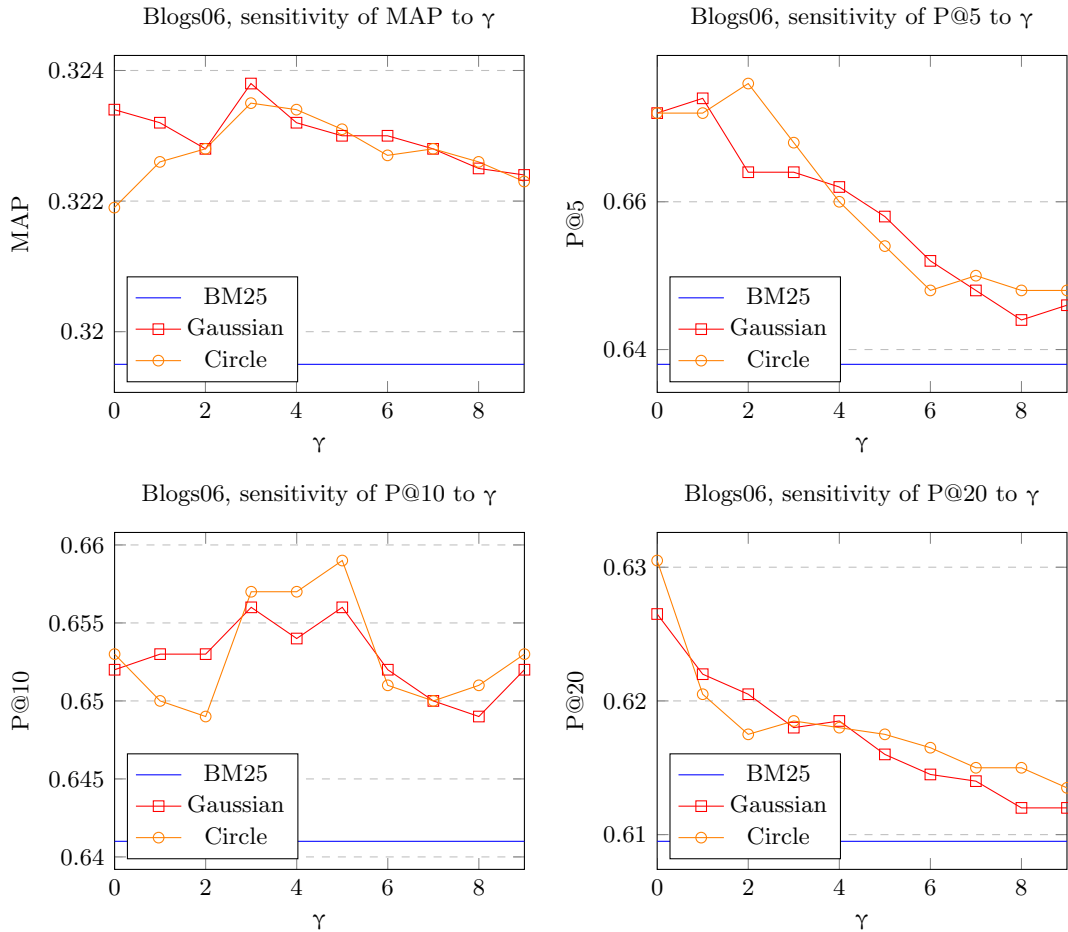 Blogs06, sensitivity of MAP to γ
0.324
0.322
0.32
MAP
BM25
Gaussian
Circle
0 2 4 6 8
γ
Blogs06, sensitivity of P@5 to γ
0.66
0.64
P@5
BM25
Gaussian
Circle
0 2 4 6 8
γ
Blogs06, sensitivity of P@10 to γ
0.66
0.655
0.65
0.645
0.64
P@10
BM25
Gaussian
Circle
0 2 4 6 8
γ
Blogs06, sensitivity of P@20 to γ
0.63
0.62
0.61
P@20
BM25
Gaussian
Circle
0 2 4 6 8
γ